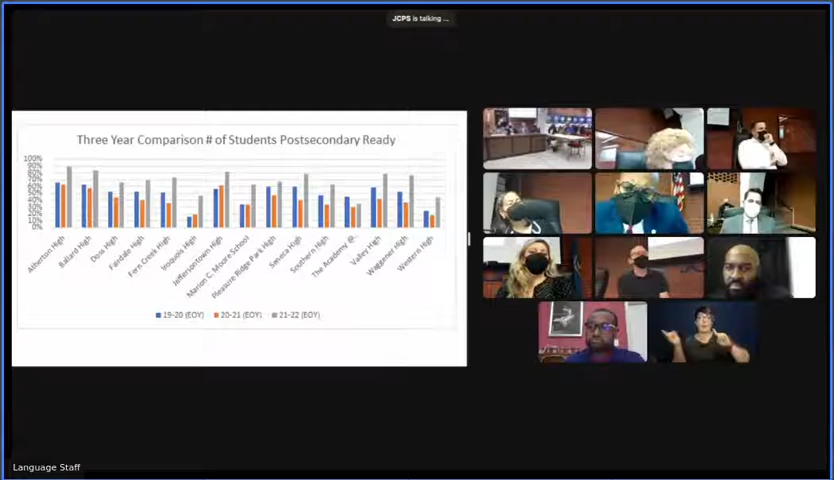 JCPS is talking ...
Three Year Comparison # of Students Postsecondary Ready
100%
90%
80%
70%
60%
50%
40%
30%
20%
10%
0%
Atherton High
Ballard High
Doss High
Fairdale High
Fern Creek High
Iroquois High
Jeffersontown High
Marion C. Moore School
Pleasure Ridge Park High
Seneca High
Southern High
The Academy @...
Valley High
Waggener High
Western High
19-20 (EOY)
20-21 (EOY)
21-22 (EOY)
Language Staff